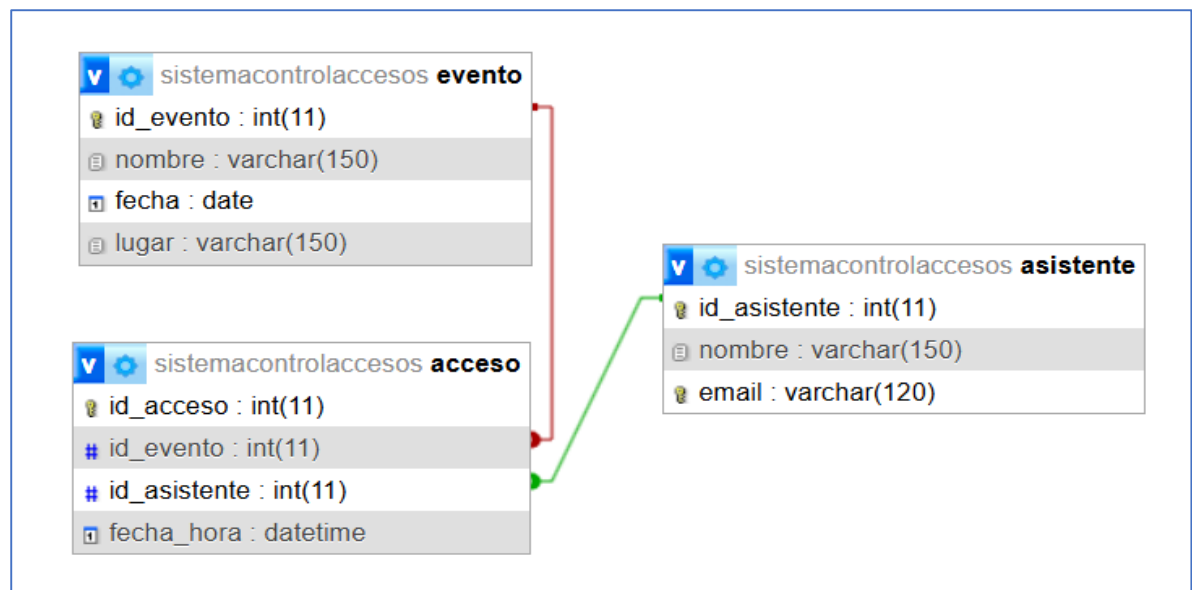 v sistemacontrolaccesos evento
id_evento : int(11)
nombre : varchar(150)
fecha : date
lugar : varchar(150)
v sistemacontrolaccesos asistente
id_asistente : int(11)
nombre : varchar(150)
email : varchar(120)
v sistemacontrolaccesos acceso
id_acceso : int(11)
# id_evento : int(11)
# id_asistente : int(11)
fecha_hora : datetime